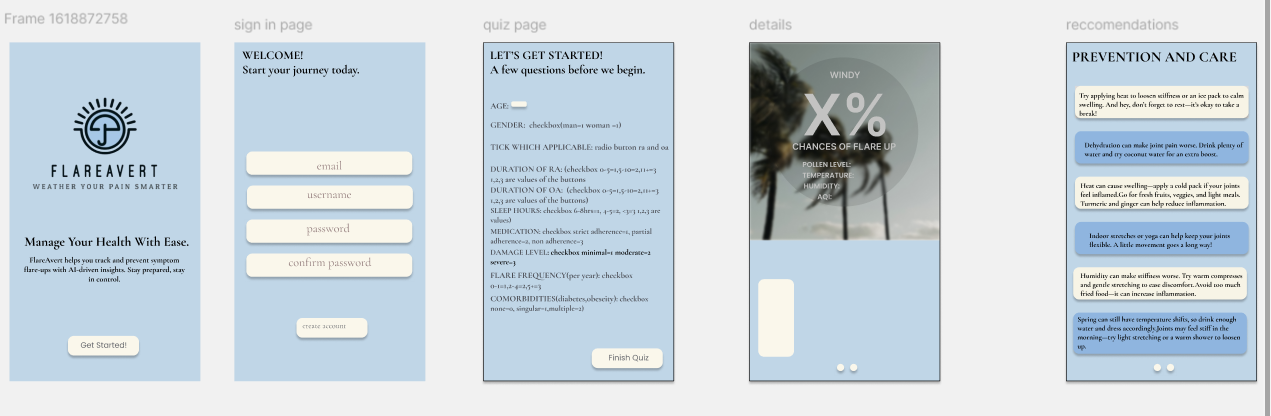 Frame 1618872758
FLAREAVERT
WEATHER YOUR PAIN SMARTER
Manage Your Health With Ease.
FlareAvert helps you track and prevent symptom
flare-ups with AI-driven insights. Stay prepared, stay
in control.
Get Started!
sign in page
WELCOME!
Start your journey today.
email
username
password
confirm password
create account
quiz page
LET'S GET STARTED!
A few questions before we begin.
AGE:
GENDER: checkbox(man=1 woman =1)
TICK WHICH APPLICABLE: radio button ra and oa
DURATION OF RA: (checkbox 0-5=1,5-10=2,11+=3
1,2,3 are values of the buttons
DURATION OF OA: (checkbox 0-5=1,5-10=2,11+=3
1,2,3 are values of buttons)
SLEEP HOURS: checkbox 6-8hrs=1, 4-5=2, <3=3 1,2,3 are
values)
MEDICATION: checkbox strict adherence=1, partial
adherence=2, non adherence=3
DAMAGE LEVEL: checkbox minimal=1 moderate=2
severe=3
FLARE FREQUENCY(per year): checkbox
0-1=1,2-4=2,5+=3
COMORBIDITIES(diabetes,obeseity): checkbox
none=0, singular=1,multiple=2)
Finish Quiz
details
WINDY
X%
CHANCES OF FLARE UP
POLLEN LEVEL:
TEMPERATURE:
HUMIDITY:
reccomendations
PREVENTION AND CARE
Try applying heat to loosen stiffness or an ice pack to calm
swelling. And hey, don't forget to rest—it's okay to take a
break!
Dehydration can make joint pain worse. Drink plenty of
water and try coconut water for an extra boost.
Heat can cause swelling—apply a cold pack if your joints
feel inflamed.Go for fresh fruits, veggies, and light meals.
Turmeric and ginger can help reduce inflammation.
Indoor stretches or yoga can help keep your joints
flexible. A little movement goes a long way!
Humidity can make stiffness worse. Try warm compresses
and gentle stretching to ease discomfort.Avoid too much
fried food—it can increase inflammation.
Spring can still have temperature shifts, so drink enough
water and dress accordingly.Joints may feel stiff in the
morning—try light stretching or a warm shower to loosen
up.